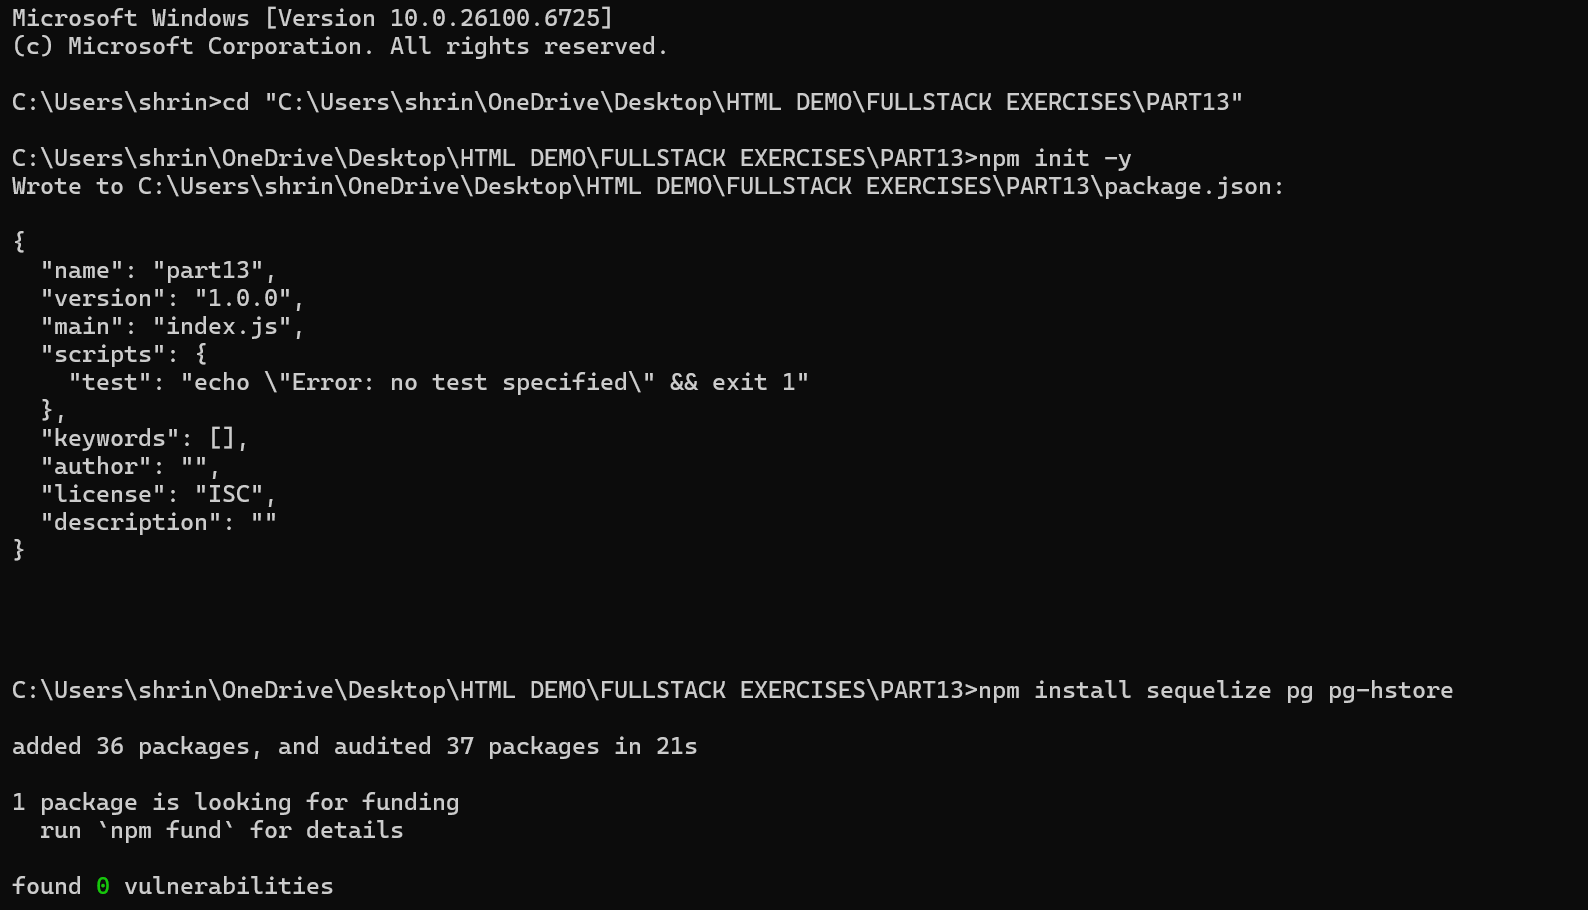 Microsoft Windows [Version 10.0.26100.6725]
(c) Microsoft Corporation. All rights reserved.
C:\Users\shrin>cd "C:\Users\shrin\OneDrive\Desktop\HTML DEMO\FULLSTACK EXERCISES\PART13"
C:\Users\shrin\OneDrive\Desktop\HTML DEMO\FULLSTACK EXERCISES\PART13>npm init -y
Wrote to C:\Users\shrin\OneDrive\Desktop\HTML DEMO\FULLSTACK EXERCISES\PART13\package.json:
{
  "name": "part13",
  "version": "1.0.0",
  "main": "index.js",
  "scripts": {
    "test": "echo \"Error: no test specified\" && exit 1"
  },
  "keywords": [],
  "author": "",
  "license": "ISC",
  "description": ""
}
C:\Users\shrin\OneDrive\Desktop\HTML DEMO\FULLSTACK EXERCISES\PART13>npm install sequelize pg pg-hstore
added 36 packages, and audited 37 packages in 21s
1 package is looking for funding
  run `npm fund` for details
found 0 vulnerabilities